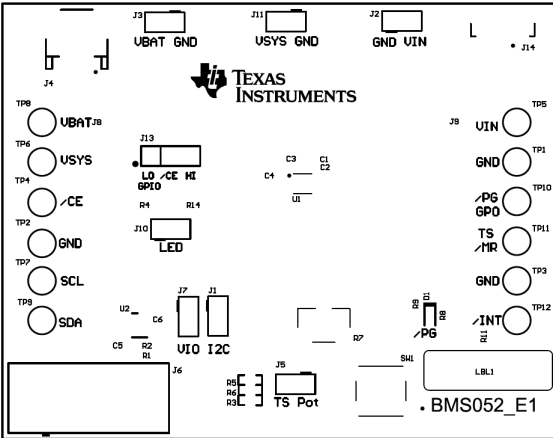 J3
J11
J2
VBAT GND
VSYS GND
GND VIN
J14
J4
TEXAS
INSTRUMENTS
TP8
VBAT
J8
J9
VIN
TP5
TP6
VSYS
J13
LO /CE HI
GPIO
C3
C1
C2
C4
U1
GND
TP1
TP4
/CE
R4
R14
/PG
GPO
TP10
TP2
GND
J10
LED
TS
/MR
TP11
TP7
SCL
GND
TP3
TP9
SDA
U2
C6
C5
R2
R1
J7
J1
VIO I2C
R7
R9
D1
R8
/PG
/INT
R11
TP12
J6
R5
R6
R3
J5
TS Pot
SW1
LBL1
BMS052_E1